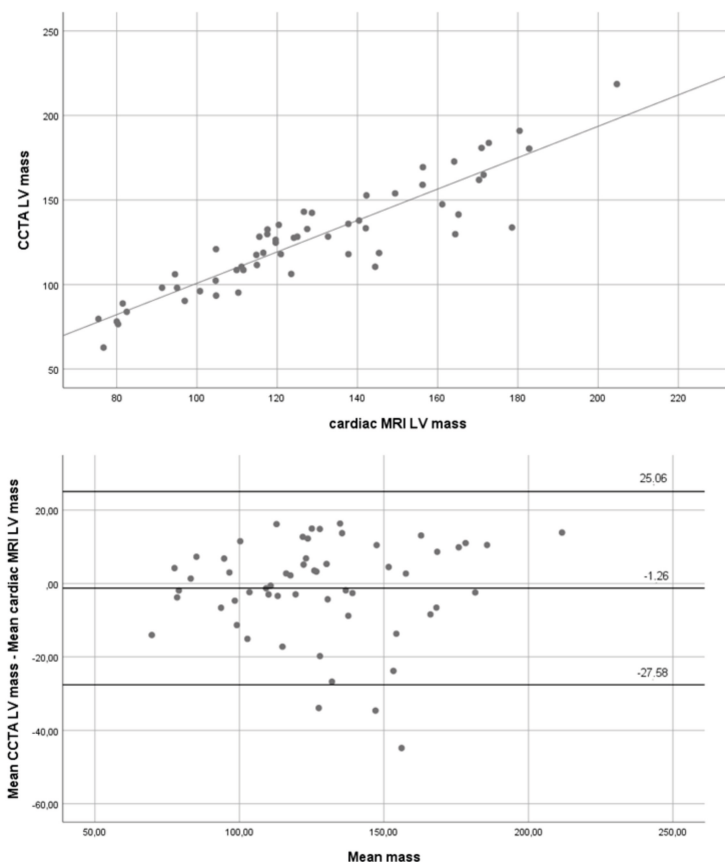 250
200
150
100
50
CCTA LV mass
80 100 120 140 160 180 200 220
cardiac MRI LV mass
20,00
,00
-20,00
-40,00
-60,00
Mean CCTA LV mass - Mean cardiac MRI LV mass
25.06
-1.26
-27.58
50,00 100,00 150,00 200,00 250,00
Mean mass